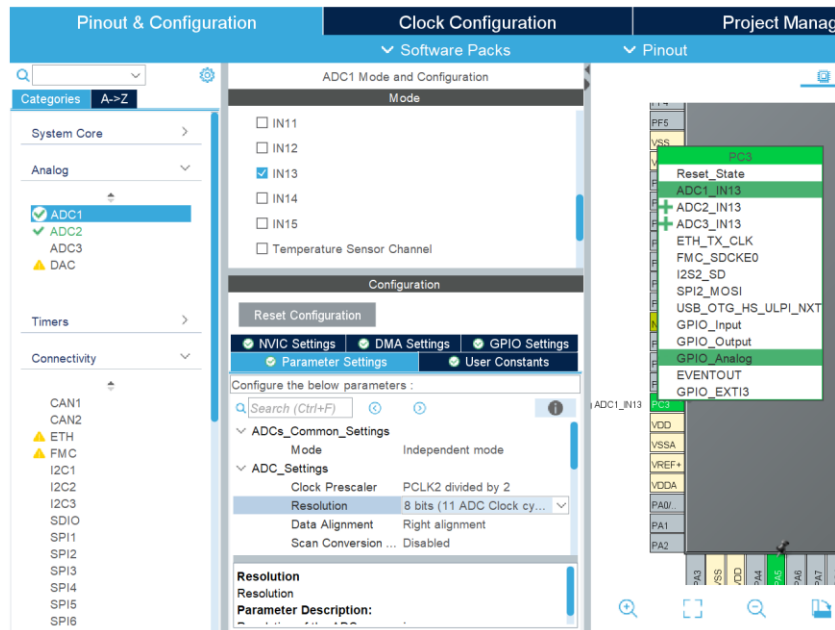 Pinout & Configuration
Clock Configuration
Project Manag
Software Packs
Pinout
Categories
A->Z
System Core
Analog
ADC1
ADC2
ADC3
DAC
Timers
Connectivity
CAN1
CAN2
ETH
FMC
I2C1
I2C2
I2C3
SDIO
SPI1
SPI2
SPI3
SPI4
SPI5
SPI6
ADC1 Mode and Configuration
Mode
IN11
IN12
IN13
IN14
IN15
Temperature Sensor Channel
Configuration
Reset Configuration
NVIC Settings
DMA Settings
GPIO Settings
Parameter Settings
User Constants
Configure the below parameters :
Search (Ctrl+F)
ADCs_Common_Settings
Mode Independent mode
ADC_Settings
Clock Prescaler PCLK2 divided by 2
Resolution 8 bits (11 ADC Clock cy...
Data Alignment Right alignment
Scan Conversion ... Disabled
Resolution
Resolution
Parameter Description:
PF5
VSS
PC3
Reset_State
ADC1_IN13
ADC2_IN13
ADC3_IN13
ETH_TX_CLK
FMC_SDCKE0
I2S2_SD
SPI2_MOSI
USB_OTG_HS_ULPI_NXT
GPIO_Input
GPIO_Output
GPIO_Analog
EVENTOUT
GPIO_EXTI3
ADC1_IN13
PC3
VDD
VSSA
VREF+
VDDA
PA0/..
PA1
PA2
PA3
VSS
VDD
PA4
PA5
PA6
PA7